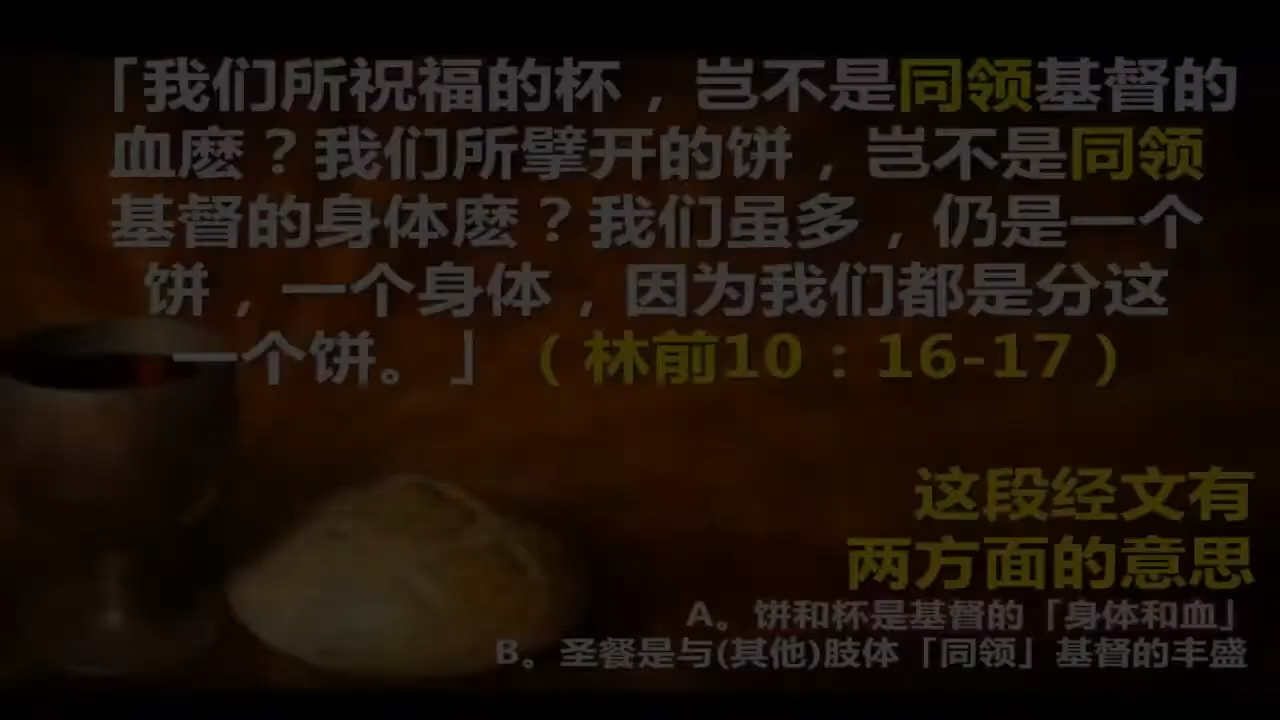 「我们所祝福的杯，岂不是同领基督的
血麽？我们所擘开的饼，岂不是同领
基督的身体麽？我们虽多，仍是一个
饼，一个身体，因为我们都是分这
一个饼。」（林前10：16-17）
这段经文有
两方面的意思
A。饼和杯是基督的「身体和血」
B。圣餐是与(其他)肢体「同领」基督的丰盛